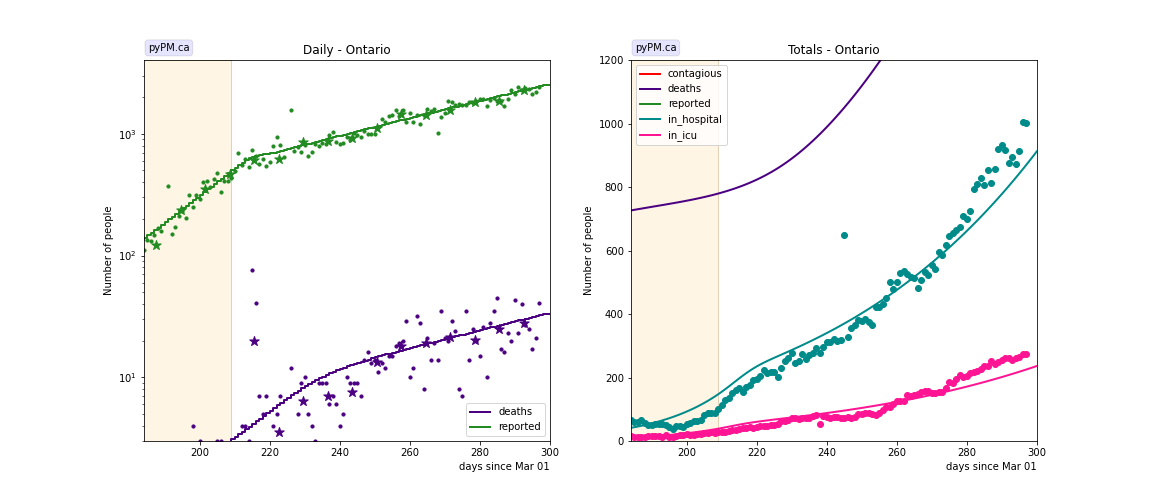 pyPM.ca
Daily - Ontario
Number of people
10³
10²
10¹
200 220 240 260 280 300
days since Mar 01
deaths
reported
pyPM.ca
Totals - Ontario
Number of people
1200
1000
800
600
400
200
0
200 220 240 260 280 300
days since Mar 01
contagious
deaths
reported
in_hospital
in_icu